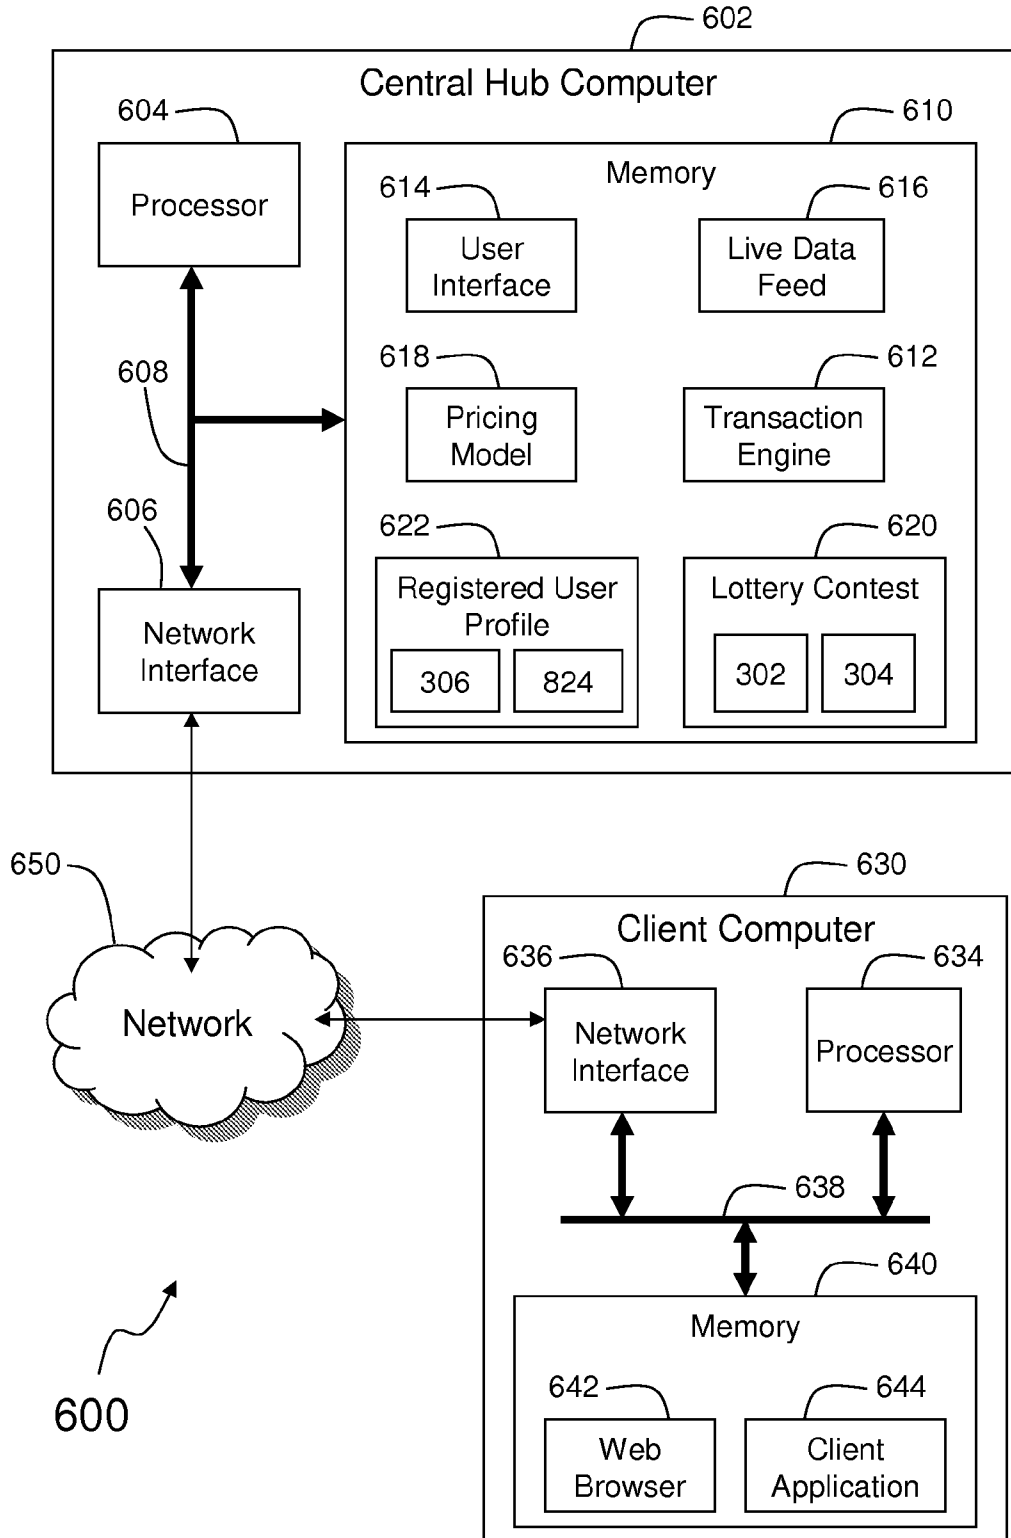 602
Central Hub Computer
604
610
Processor
Memory
614
616
User
Interface
Live Data
Feed
608
618
612
Pricing
Model
Transaction
Engine
606
622
620
Registered User
Profile
306
824
Lottery Contest
302
304
Network
Interface
650
630
Client Computer
636
634
Network
Network
Interface
Processor
638
640
Memory
642
644
Web
Browser
Client
Application
600